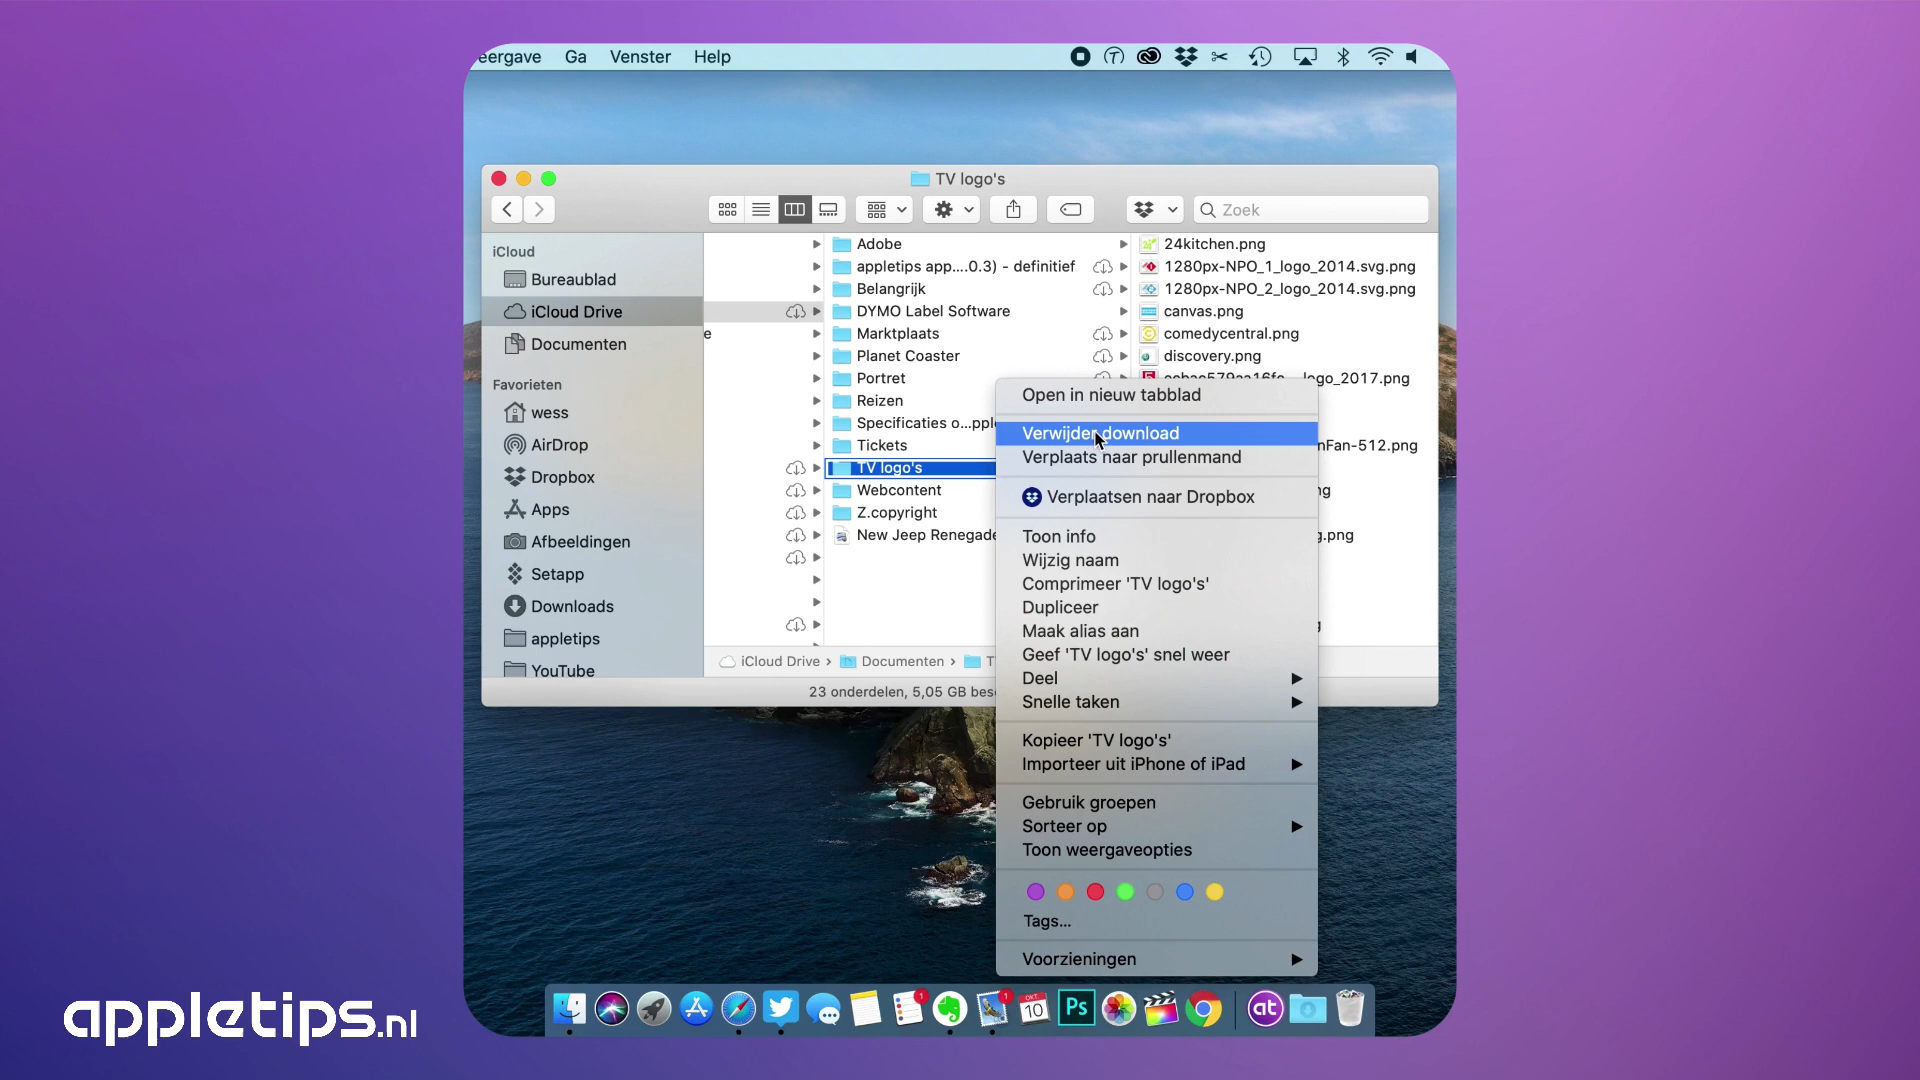 eergave Ga Venster Help
TV logo's
Zoek
iCloud
Bureaublad
iCloud Drive
Documenten
Favorieten
wess
AirDrop
Dropbox
Apps
Afbeeldingen
Setapp
Downloads
appletips
YouTube
e
Adobe
appletips app....0.3) - definitief
Belangrijk
DYMO Label Software
Marktplaats
Planet Coaster
Portret
Reizen
Specificaties o...pple
Tickets
TV logo's
Webcontent
Z.copyright
New Jeep Renegade
24kitchen.png
1280px-NPO_1_logo_2014.svg.png
1280px-NPO_2_logo_2014.svg.png
canvas.png
comedycentral.png
discovery.png
logo_2017.png
nFan-512.png
ng
g.png
iCloud Drive › Documenten › T
23 onderdelen, 5,05 GB bes
Open in nieuw tabblad
Verwijder download
Verplaats naar prullenmand
Verplaatsen naar Dropbox
Toon info
Wijzig naam
Comprimeer 'TV logo's'
Dupliceer
Maak alias aan
Geef 'TV logo's' snel weer
Deel
Snelle taken
Kopieer 'TV logo's'
Importeer uit iPhone of iPad
Gebruik groepen
Sorteer op
Toon weergaveopties
Tags...
Voorzieningen
1
1
OKT
10
Ps
at
appletips.nl